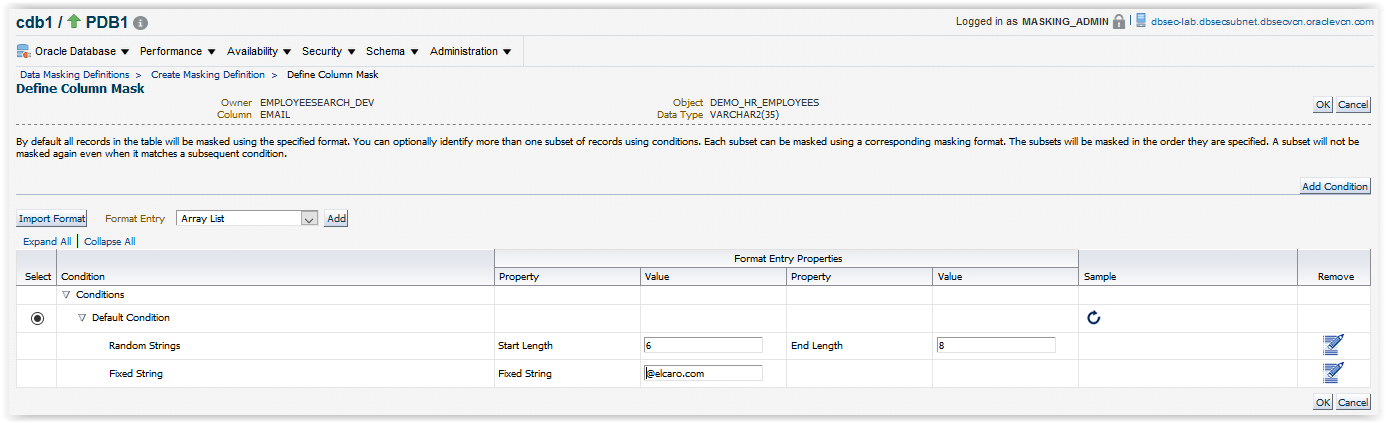 cdb1 / PDB1
Logged in as MASKING_ADMIN | dbsec-lab.dbsecsubnet.dbsecvcn.oraclevcn.com
Oracle Database Performance Availability Security Schema Administration
Data Masking Definitions > Create Masking Definition > Define Column Mask
Define Column Mask
Owner EMPLOYEESEARCH_DEV Object DEMO_HR_EMPLOYEES OK Cancel
Column EMAIL Data Type VARCHAR2(35)
By default all records in the table will be masked using the specified format. You can optionally identify more than one subset of records using conditions. Each subset can be masked using a corresponding masking format. The subsets will be masked in the order they are specified. A subset will not be
masked again even when it matches a subsequent condition.
Add Condition
Import Format Format Entry Array List Add
Expand All | Collapse All
Format Entry Properties
Select Condition Property Value Property Value Sample Remove
Conditions
Default Condition
Random Strings Start Length 6 End Length 8
Fixed String Fixed String @elcaro.com
OK Cancel